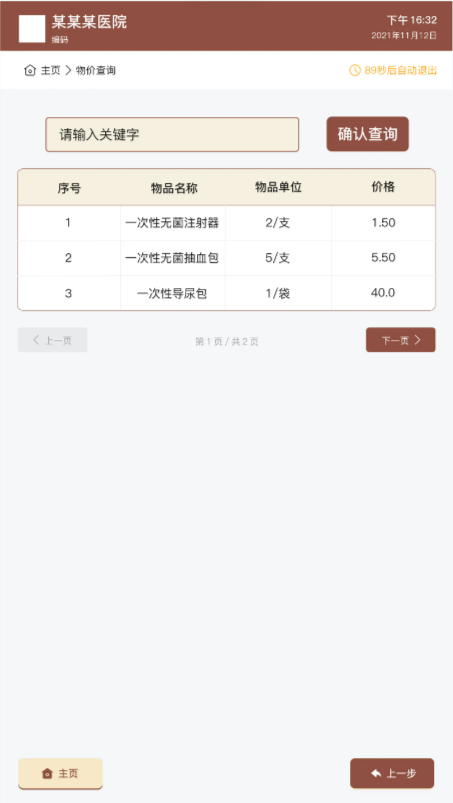 某某某医院
编码
下午 16:32
2021年11月12日
主页 > 物价查询
89秒后自动退出
请输入关键字
确认查询
序号 物品名称 物品单位 价格
1 一次性无菌注射器 2/支 1.50
2 一次性无菌抽血包 5/支 5.50
3 一次性导尿包 1/袋 40.0
< 上一页
第 1 页 / 共 2 页
下一页 >
主页
上一步